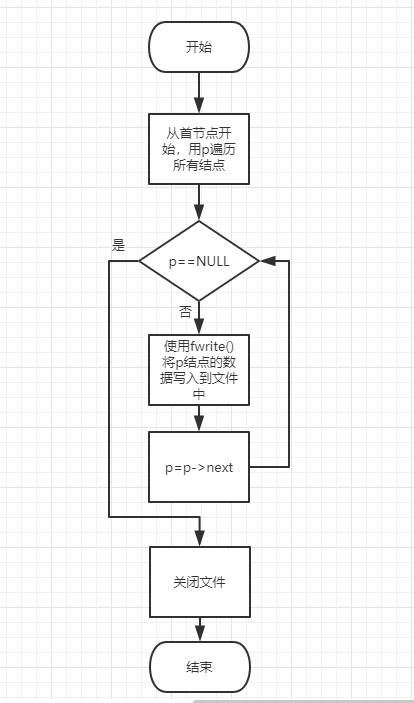 开始
从首节点开
始，用p遍历
所有结点
是
p==NULL
否
使用fwrite()
将p结点的数
据写入到文件
中
p=p->next
关闭文件
结束